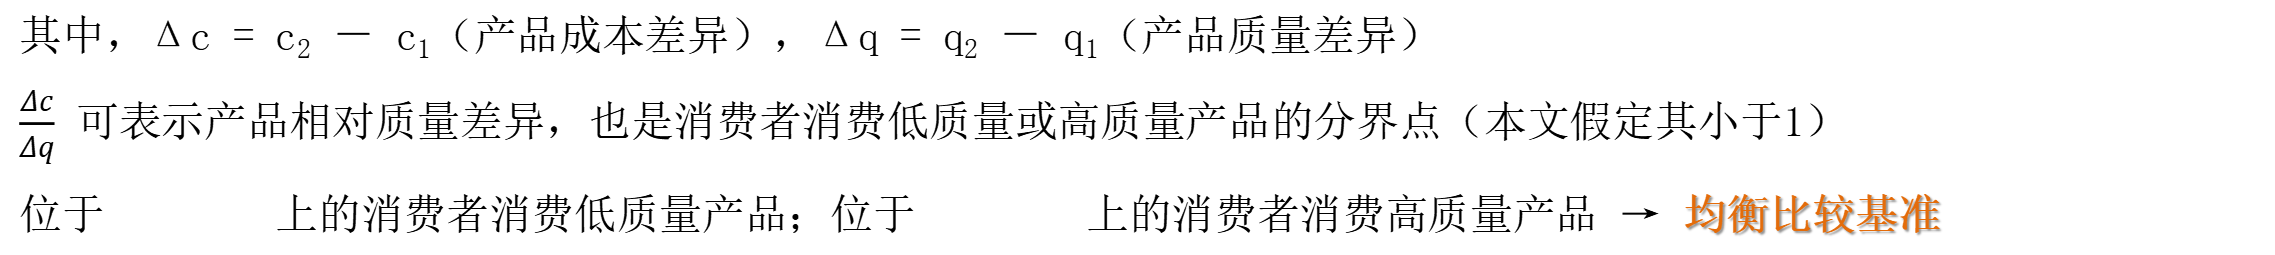 其中，Δc = c₂ － c₁（产品成本差异），Δq = q₂ － q₁（产品质量差异）
Δc/Δq 可表示产品相对质量差异，也是消费者消费低质量或高质量产品的分界点（本文假定其小于1）
位于 上的消费者消费低质量产品；位于 上的消费者消费高质量产品 → 均衡比较基准